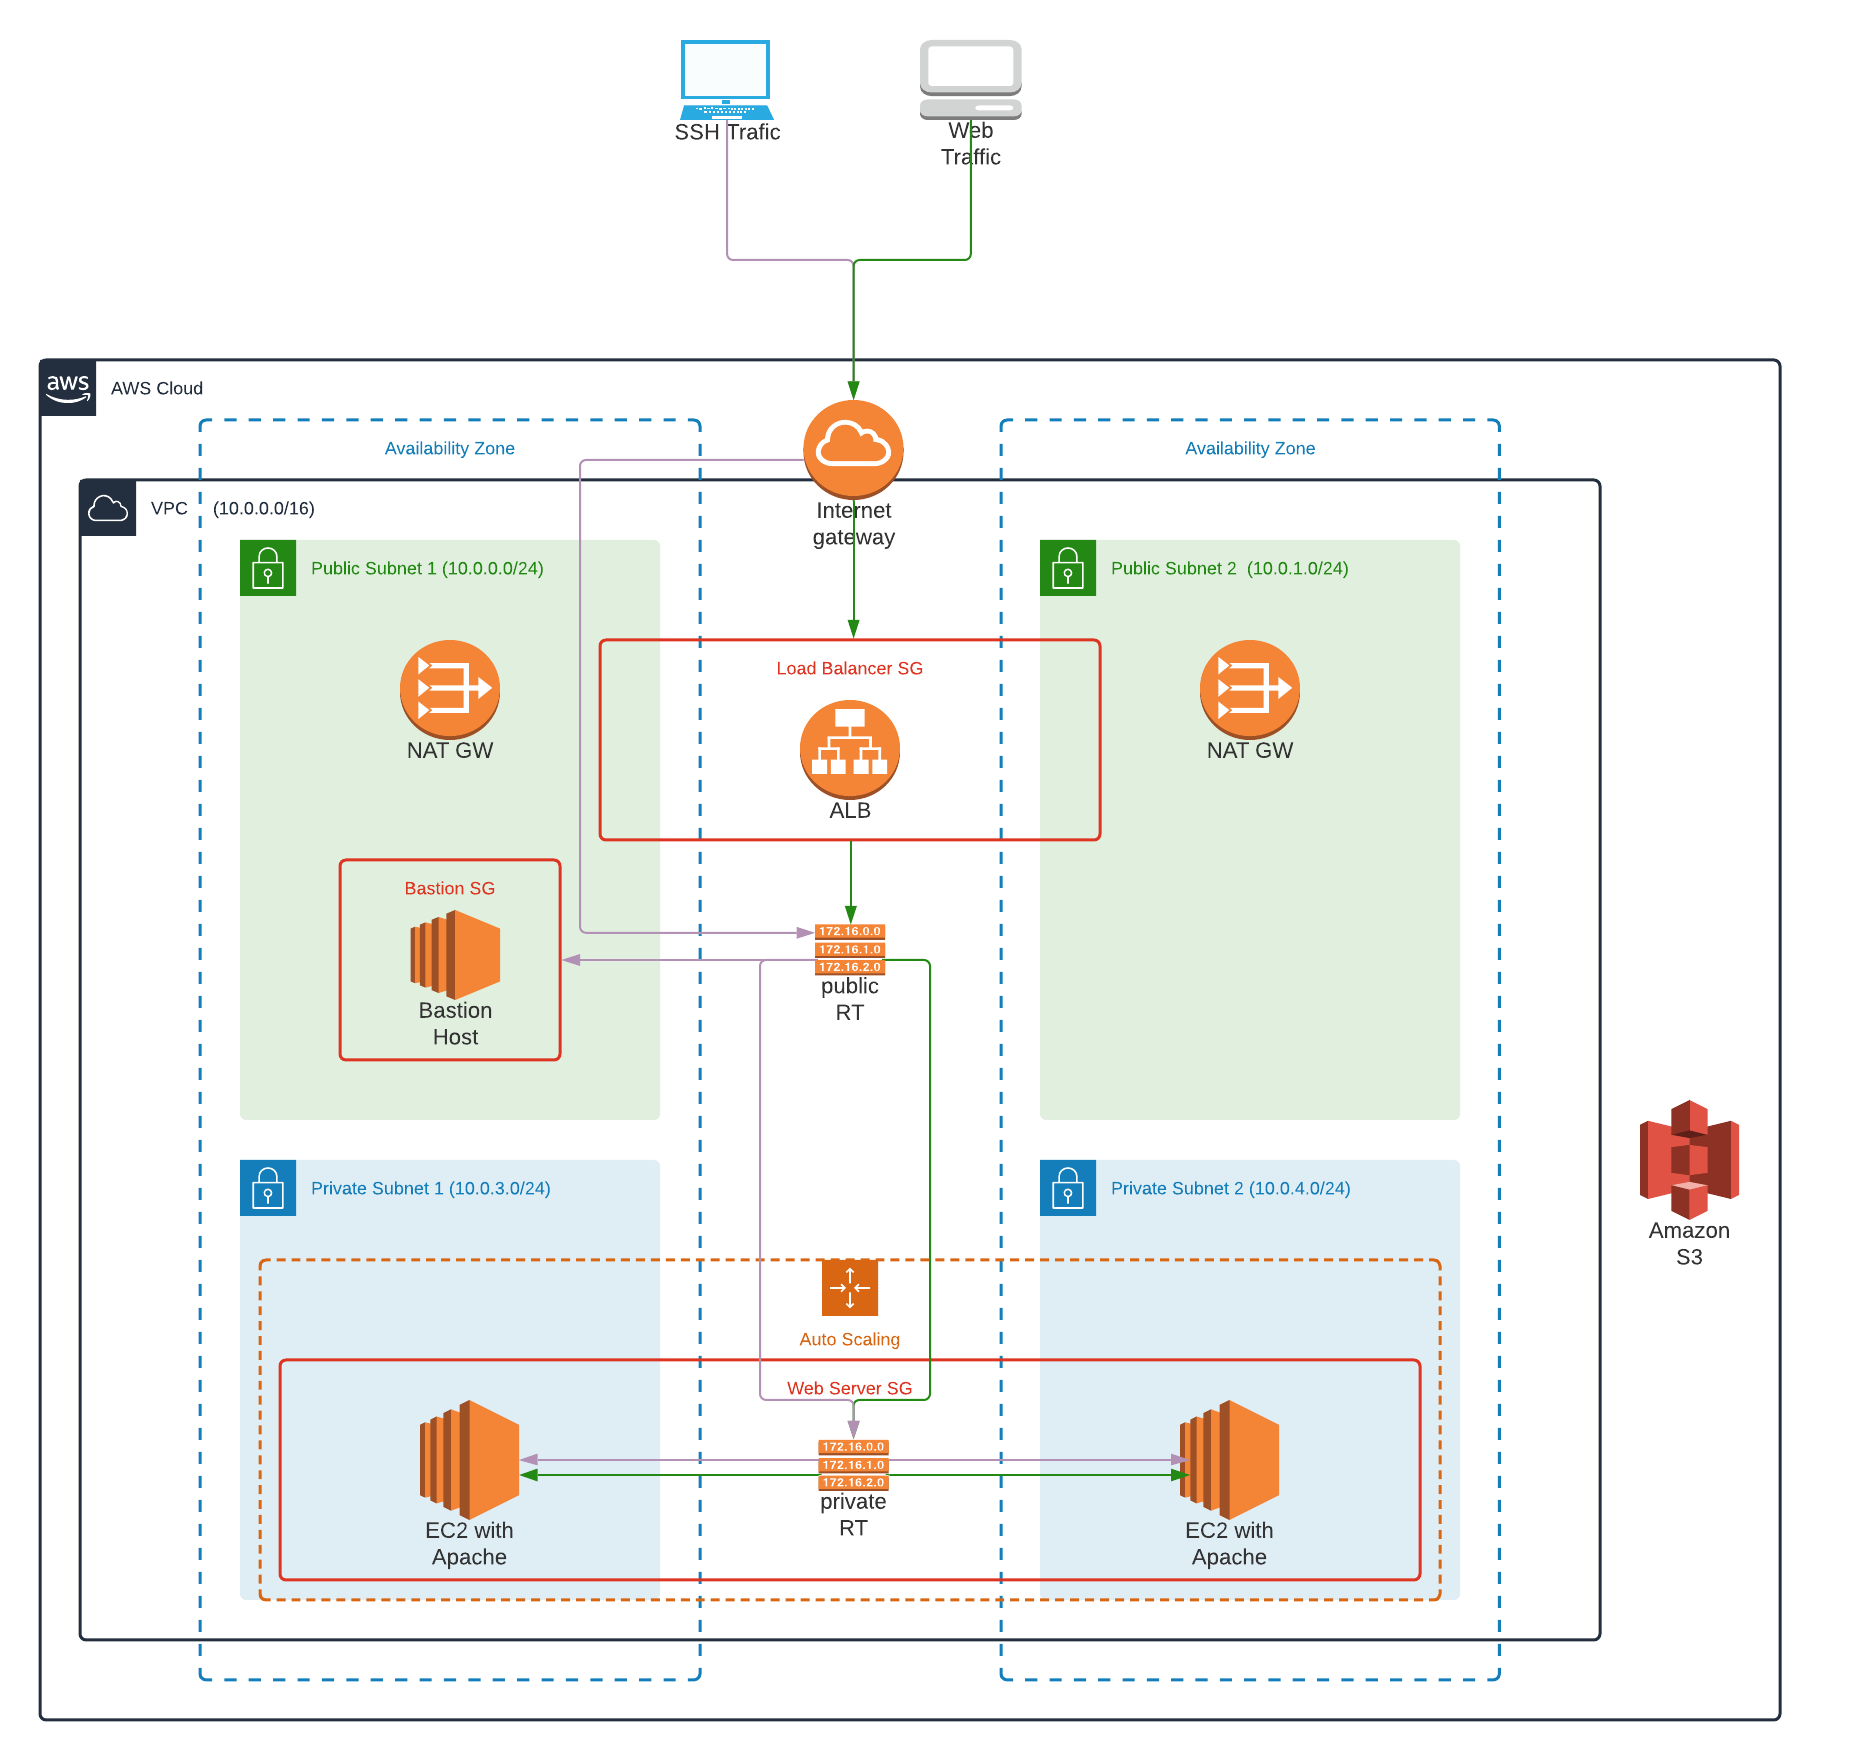 SSH Trafic
Web
Traffic
aws
AWS Cloud
Availability Zone
Availability Zone
VPC (10.0.0.0/16)
Internet
gateway
Public Subnet 1 (10.0.0.0/24)
Public Subnet 2 (10.0.1.0/24)
Load Balancer SG
NAT GW
NAT GW
ALB
Bastion SG
172.16.0.0
172.16.1.0
172.16.2.0
public
RT
Bastion
Host
Private Subnet 1 (10.0.3.0/24)
Private Subnet 2 (10.0.4.0/24)
Amazon
S3
Auto Scaling
Web Server SG
172.16.0.0
172.16.1.0
172.16.2.0
private
RT
EC2 with
Apache
EC2 with
Apache